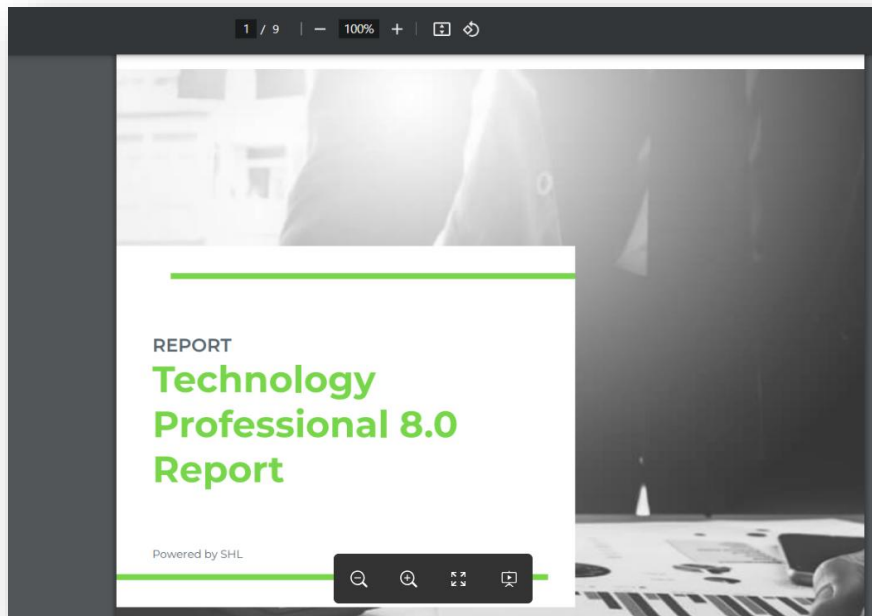 1 / 9 | − 100% + |
REPORT
Technology
Professional 8.0
Report
Powered by SHL